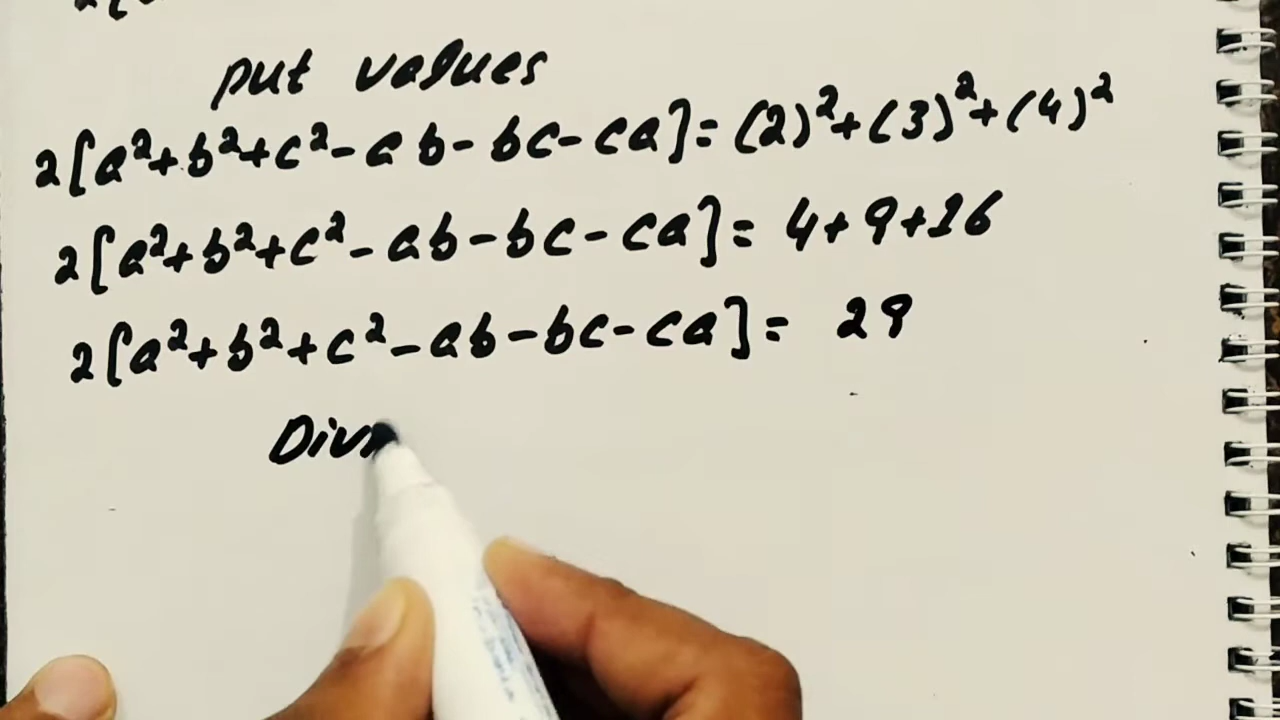 put values
2[a²+b²+c²-ab-bc-ca]=(2)²+(3)²+(4)²
2[a²+b²+c²-ab-bc-ca]= 4+9+16
2[a²+b²+c²-ab-bc-ca]= 29